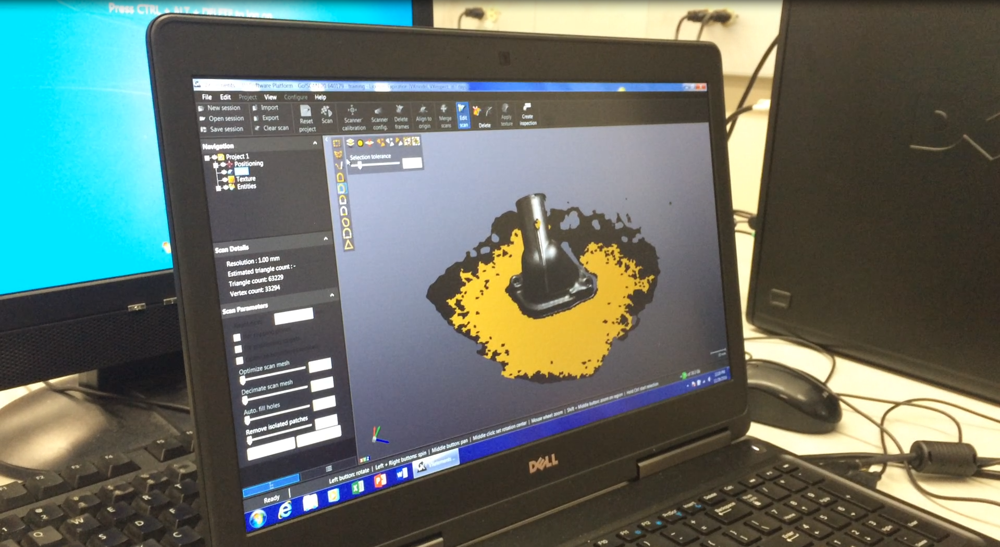 Press CTRL + ALT + DELETE to log on
Software Platform - Go!SCAN 20.640179 - training
File Edit Project View Configure Help
New session
Open session
Save session
Import
Export
Clear scan
Reset project
Scan
Scanner calibration
Scanner config.
Delete frames
Align to origin
Merge scans
Edit scan
Delete
Apply texture
Create inspection
Navigation
Project 1
Positioning
Texture
Entities
Selection tolerance
Scan Details
Resolution : 1.00 mm
Estimated triangle count : -
Triangle count: 63229
Vertex count: 33294
Scan Parameters
Optimize scan mesh
Decimate scan mesh
Auto. fill holes
Remove isolated patches
Left button: rotate | Left + Right buttons: spin | Middle button: pan | Middle click: set rotation center | Mouse wheel: zoom | Shift + Middle button: zoom on region | Hold Ctrl: start selection
Ready
VXelements
DELL